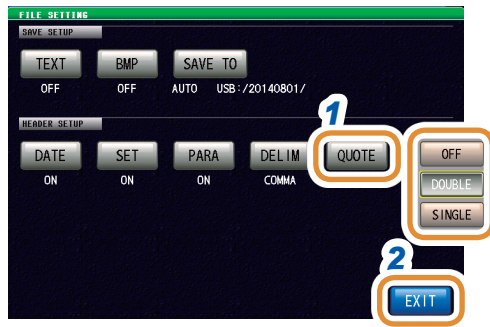 FILE SETTING
SAVE SETUP
TEXT BMP SAVE TO
OFF OFF AUTO USB:/20140801/
1
HEADER SETUP
DATE SET PARA DELIM QUOTE OFF
ON ON ON COMMA DOUBLE
SINGLE
2
EXIT